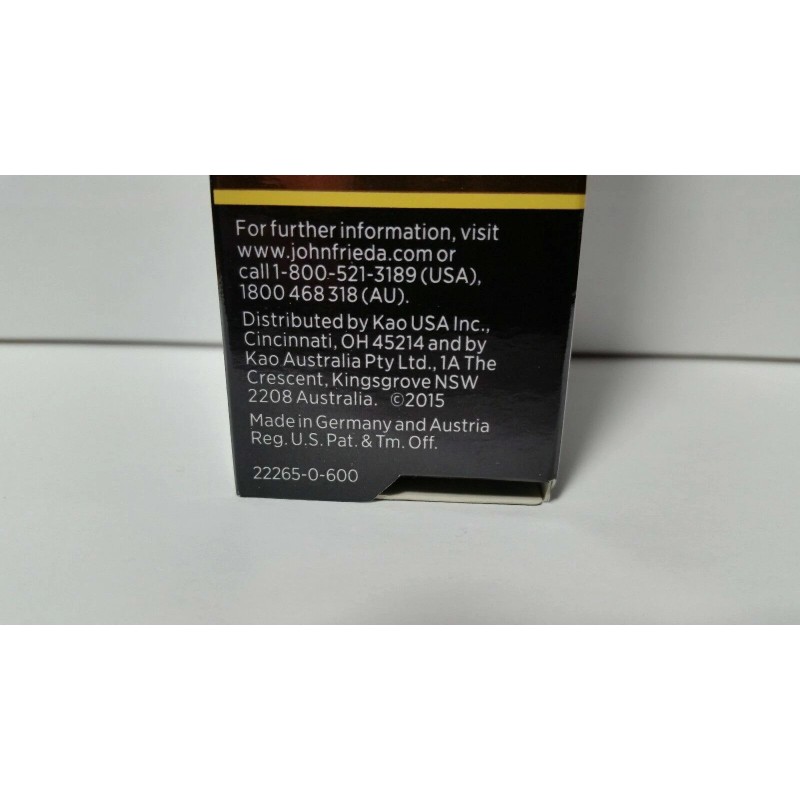 For further information, visit
www.johnfrieda.com or
call 1-800-521-3189 (USA),
1800 468 318 (AU).
Distributed by Kao USA Inc.,
Cincinnati, OH 45214 and by
Kao Australia Pty Ltd., 1A The
Crescent, Kingsgrove NSW
2208 Australia. ©2015
Made in Germany and Austria
Reg. U.S. Pat. & Tm. Off.
22265-0-600